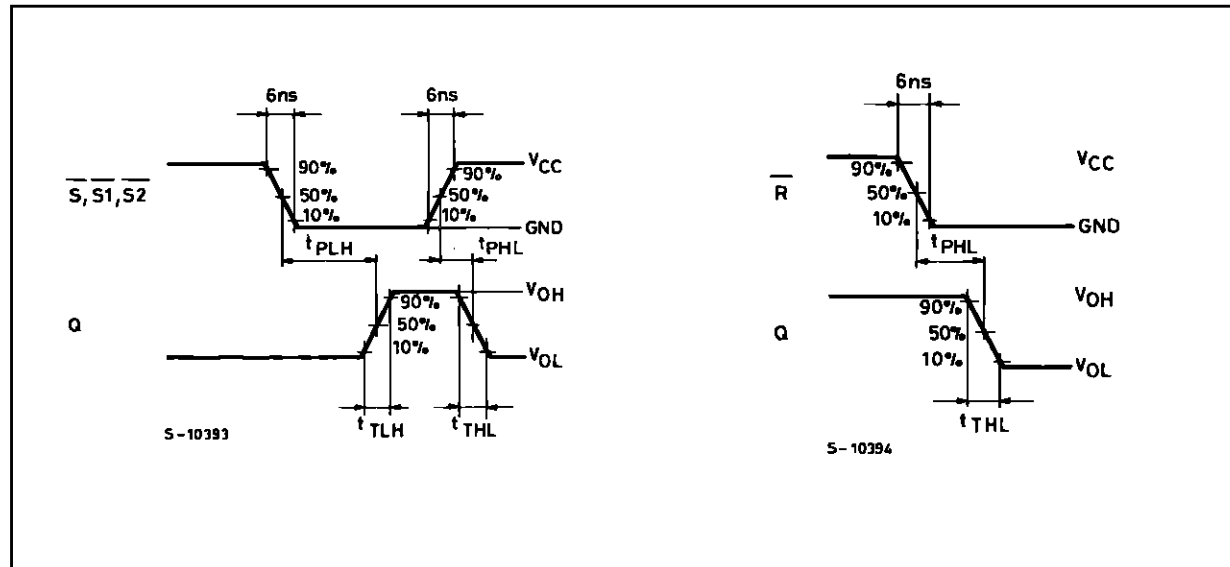 6ns 6ns
90% 90% VCC
S, S1, S2 50% 50%
10% 10% GND
tPLH tPHL
VOH
90%
Q 50%
10% VOL
tTLH tTHL
S-10393
6ns
90% VCC
R 50%
10% GND
tPHL
VOH
90%
Q 50%
10% VOL
tTHL
S-10394